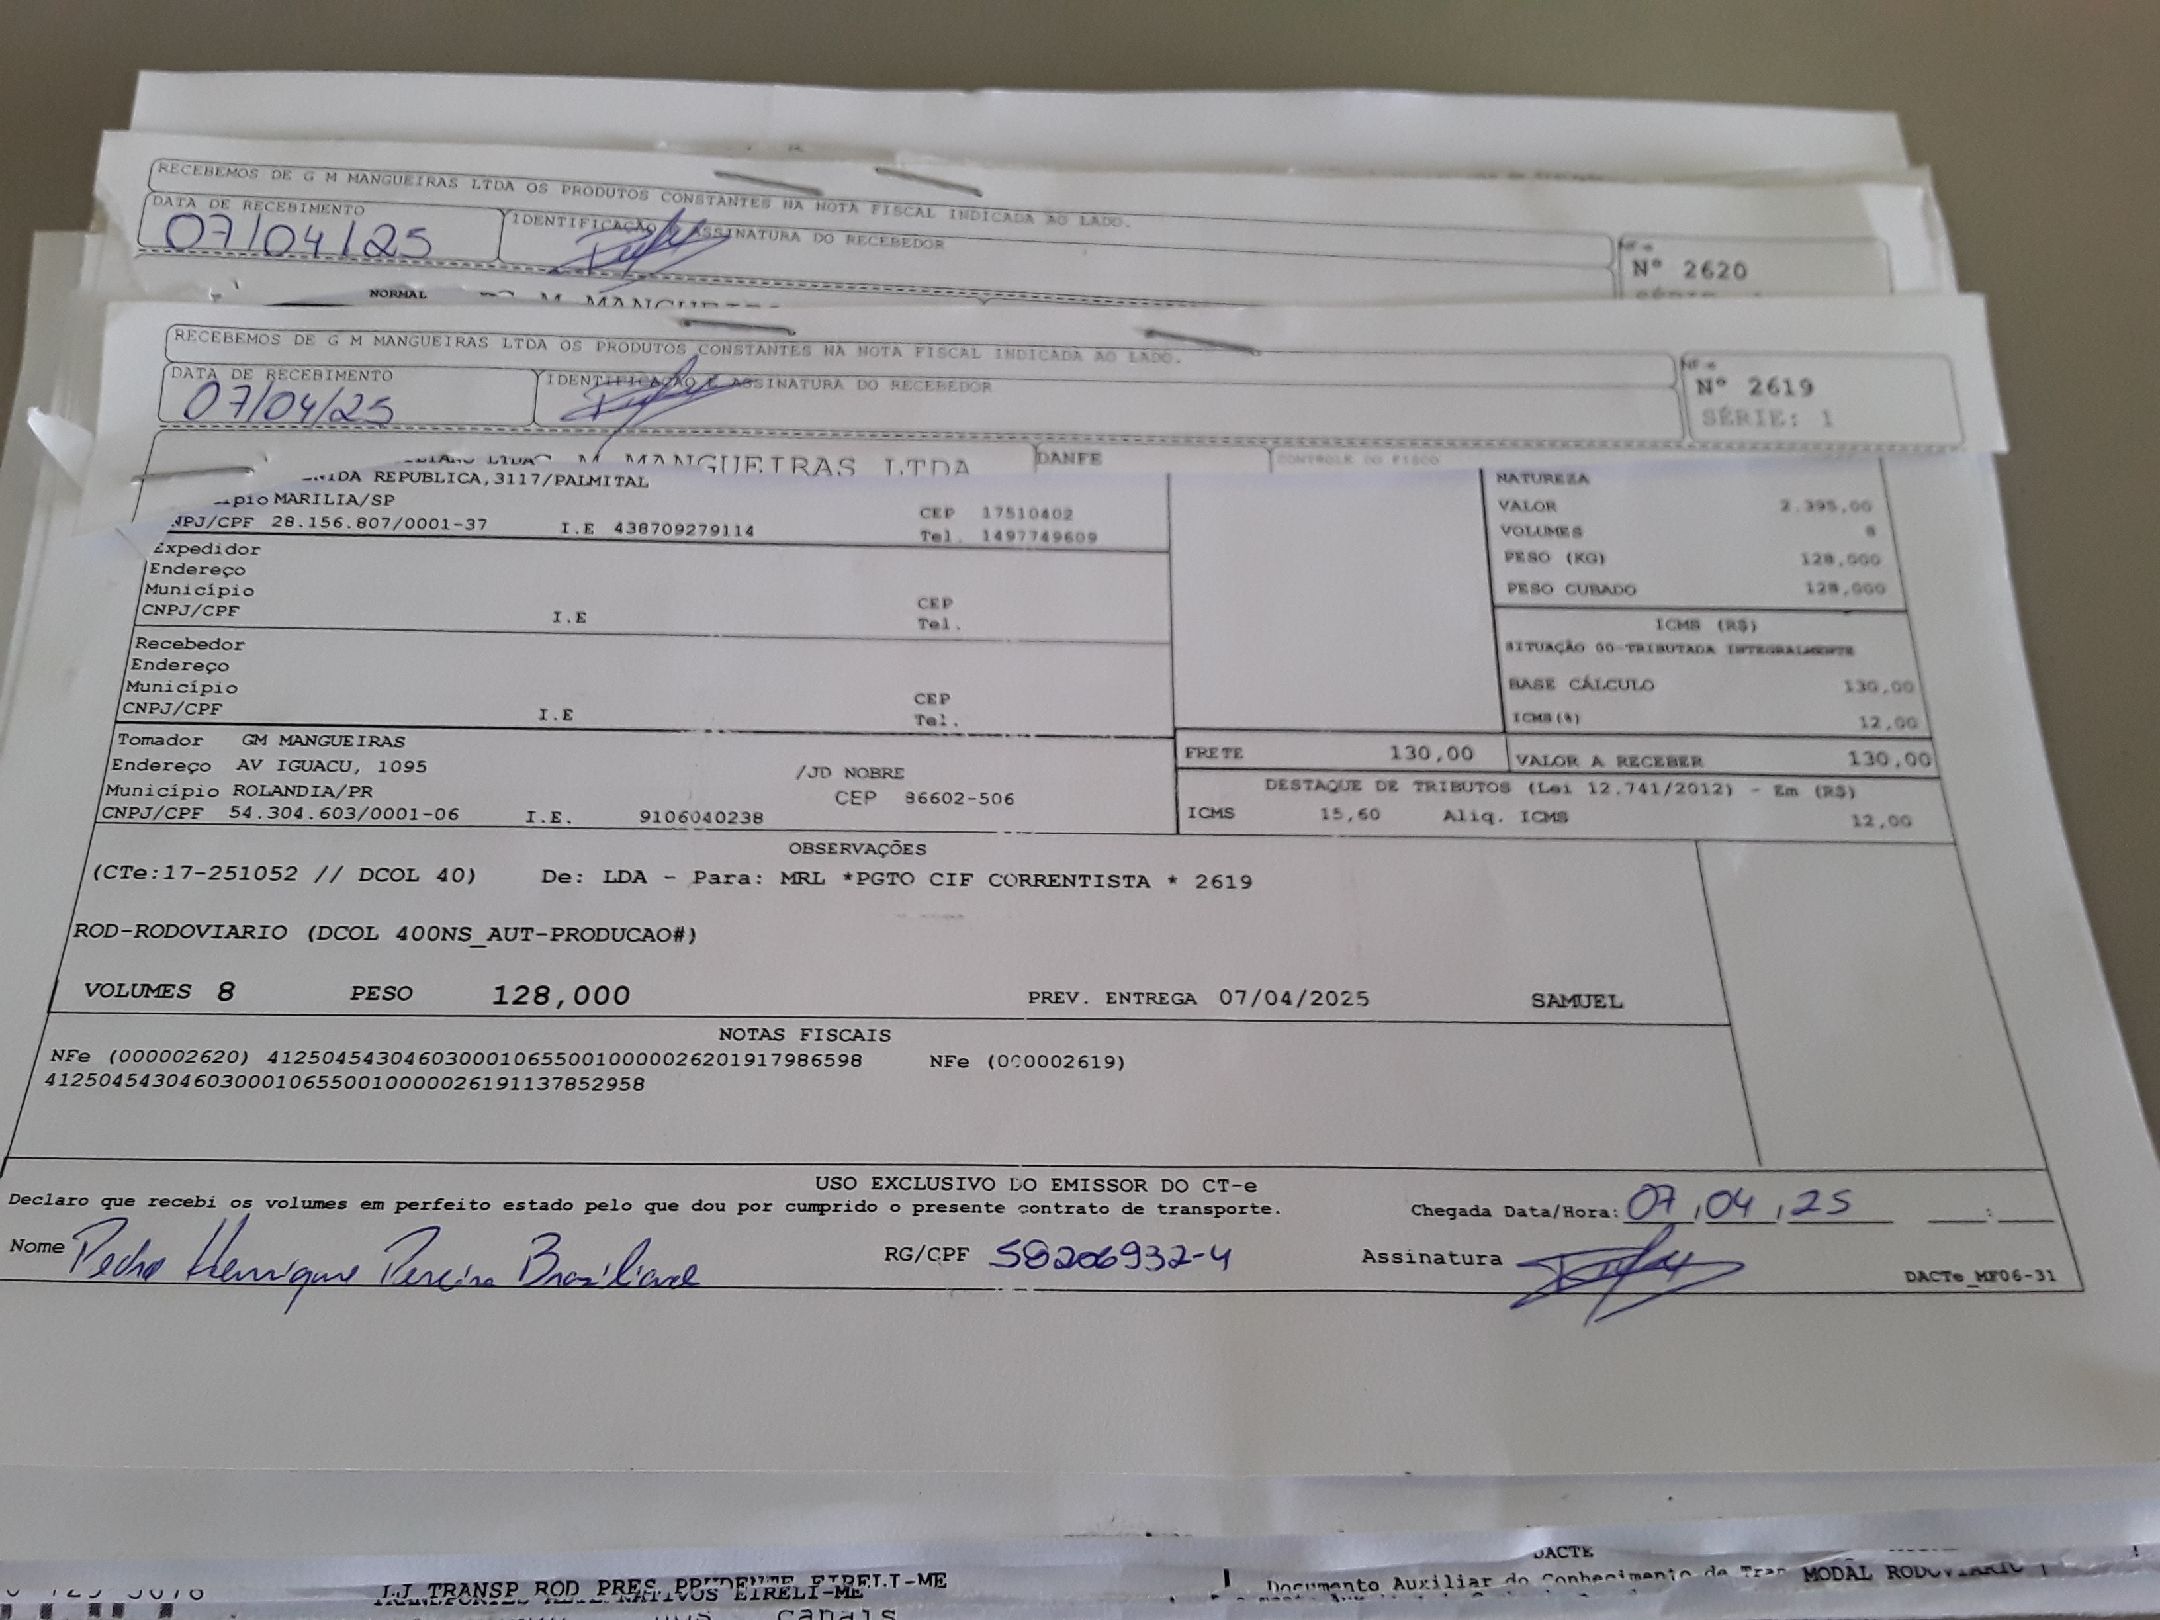 RECEBEMOS DE G M MANGUEIRAS LTDA OS PRODUTOS CONSTANTES NA NOTA FISCAL INDICADA AO LADO.
DATA DE RECEBIMENTO
07/04/25
IDENTIFICAÇÃO ASSINATURA DO RECEBEDOR
NF-e
Nº 2620
NORMAL
RECEBEMOS DE G M MANGUEIRAS LTDA OS PRODUTOS CONSTANTES NA NOTA FISCAL INDICADA AO LADO.
DATA DE RECEBIMENTO
07/04/25
IDENTIFICAÇÃO E ASSINATURA DO RECEBEDOR
NF-e
Nº 2619
SÉRIE: 1
M MANGUEIRAS LTDA
DANFE
CONTROLE DO FISCO
REPUBLICA,3117/PALMITAL
MARILIA/SP
CEP 17510402
NPJ/CPF 28.156.807/0001-37 I.E 438709279114 Tel. 1497749609
NATUREZA
VALOR 2.395,00
VOLUMES 8
PESO (KG) 128,000
PESO CUBADO 128,000
Expedidor
Endereço
Município CEP
CNPJ/CPF I.E Tel.
Recebedor
Endereço
Município CEP
CNPJ/CPF I.E Tel.
ICMS (R$)
SITUAÇÃO 00-TRIBUTADA INTEGRALMENTE
BASE CÁLCULO 130,00
ICMS(%) 12,00
Tomador GM MANGUEIRAS
Endereço AV IGUACU, 1095 /JD NOBRE
Município ROLANDIA/PR CEP 86602-506
CNPJ/CPF 54.304.603/0001-06 I.E. 9106040238
FRETE 130,00 VALOR A RECEBER 130,00
DESTAQUE DE TRIBUTOS (Lei 12.741/2012) - Em (R$)
ICMS 15,60 Aliq. ICMS 12,00
OBSERVAÇÕES
(CTe:17-251052 // DCOL 40) De: LDA - Para: MRL *PGTO CIF CORRENTISTA * 2619
ROD-RODOVIARIO (DCOL 400NS_AUT-PRODUCAO#)
VOLUMES 8 PESO 128,000 PREV. ENTREGA 07/04/2025 SAMUEL
NOTAS FISCAIS
NFe (000002620) 41250454304603000106550010000026201917986598 NFe (000002619)
41250454304603000106550010000026191137852958
USO EXCLUSIVO DO EMISSOR DO CT-e
Declaro que recebi os volumes em perfeito estado pelo que dou por cumprido o presente contrato de transporte.
Chegada Data/Hora: 07,04,25 :
Nome Pedro Henrique Pereira Brasiliano RG/CPF 58206932-4 Assinatura
DACTe_MF06-31
LJ TRANSP ROD PRES
DACTE
Documento Auxiliar do Conhecimento de MODAL RODOVIARIO
EIRELI-ME